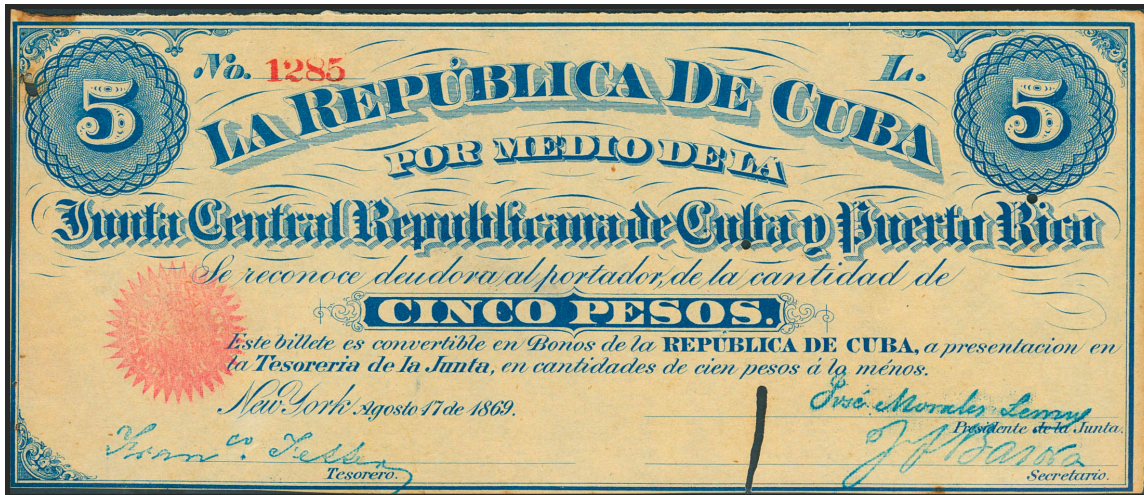 5 No. 1285 L. 5
LA REPÚBLICA DE CUBA
POR MEDIO DE LA
Junta Central Republicana de Cuba y Puerto Rico
Se reconoce deudora al portador, de la cantidad de
CINCO PESOS.
Este billete es convertible en Bonos de la REPÚBLICA DE CUBA, a presentacion en
la Tesoreria de la Junta, en cantidades de cien pesos á lo ménos.
New York Agosto 17 de 1869.
José Morales Lemus
Presidente de la Junta.
Franco. Fesser
Tesorero.
Secretario.